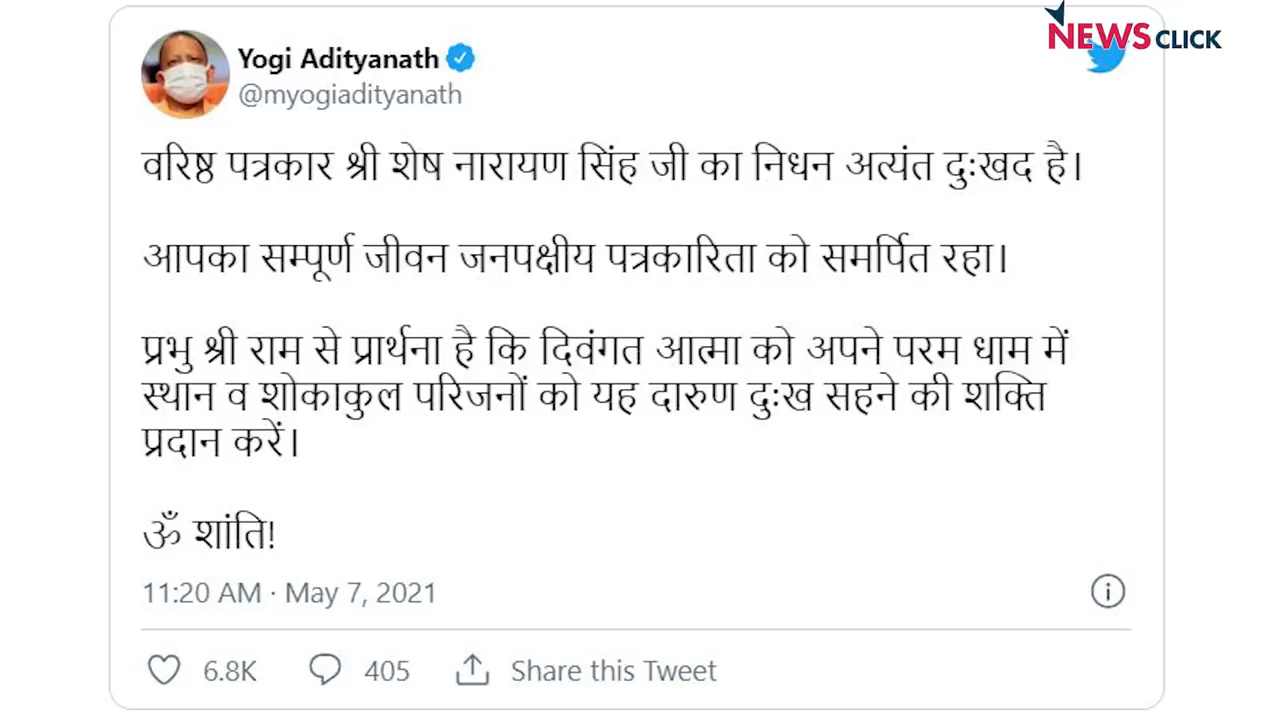 NEWSCLICK
Yogi Adityanath
@myogiadityanath
वरिष्ठ पत्रकार श्री शेष नारायण सिंह जी का निधन अत्यंत दुःखद है।
आपका सम्पूर्ण जीवन जनपक्षीय पत्रकारिता को समर्पित रहा।
प्रभु श्री राम से प्रार्थना है कि दिवंगत आत्मा को अपने परम धाम में
स्थान व शोकाकुल परिजनों को यह दारुण दुःख सहने की शक्ति
प्रदान करें।
ॐ शांति!
11:20 AM · May 7, 2021
6.8K 405 Share this Tweet